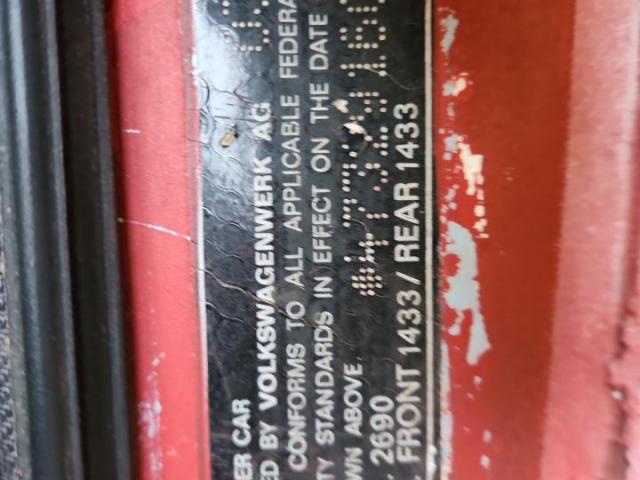 ER CAR
ED BY VOLKSWAGENWERK AG
CONFORMS TO ALL APPLICABLE FEDERA
TY STANDARDS IN EFFECT ON THE DATE
WN ABOVE.
2690
FRONT 1433 / REAR 1433